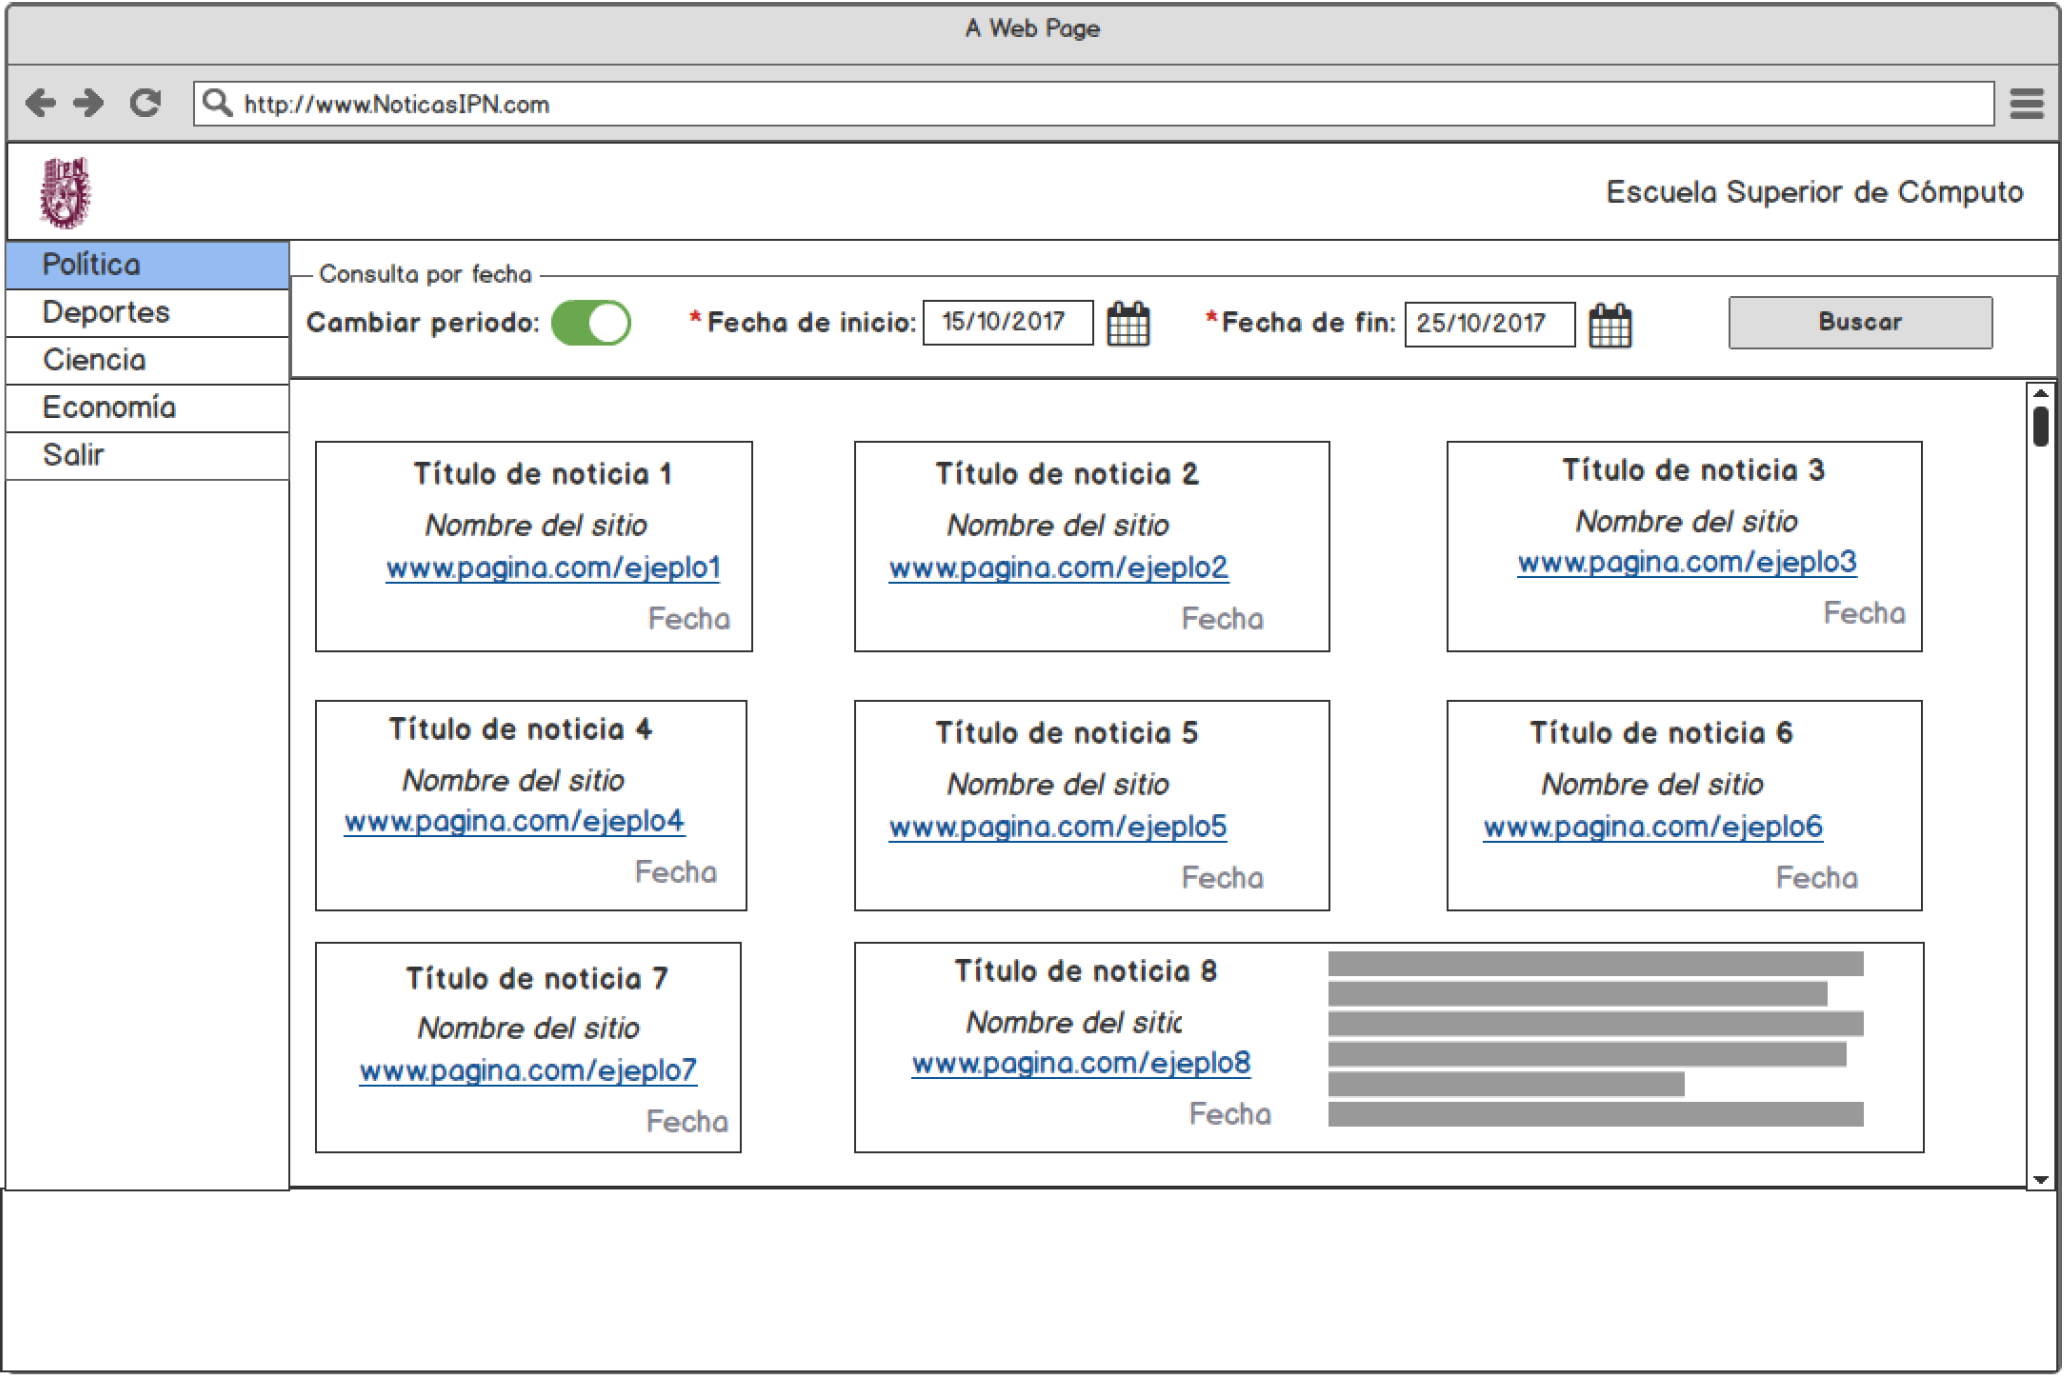 A Web Page
http://www.NoticasIPN.com
IPN
Escuela Superior de Cómputo
Política
Deportes
Ciencia
Economía
Salir
Consulta por fecha
Cambiar periodo: *Fecha de inicio: 15/10/2017 *Fecha de fin: 25/10/2017 Buscar
Título de noticia 1
Nombre del sitio
www.pagina.com/ejeplo1
Fecha
Título de noticia 2
Nombre del sitio
www.pagina.com/ejeplo2
Fecha
Título de noticia 3
Nombre del sitio
www.pagina.com/ejeplo3
Fecha
Título de noticia 4
Nombre del sitio
www.pagina.com/ejeplo4
Fecha
Título de noticia 5
Nombre del sitio
www.pagina.com/ejeplo5
Fecha
Título de noticia 6
Nombre del sitio
www.pagina.com/ejeplo6
Fecha
Título de noticia 7
Nombre del sitio
www.pagina.com/ejeplo7
Fecha
Título de noticia 8
Nombre del sitio
www.pagina.com/ejeplo8
Fecha